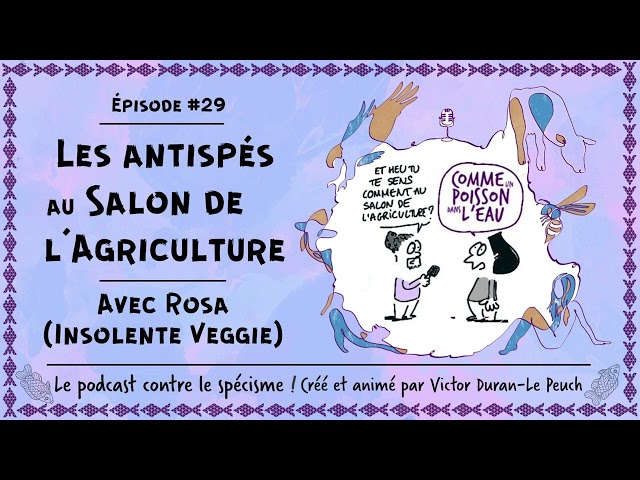 ÉPISODE #29
LES ANTISPÉS
AU SALON DE
L'AGRICULTURE
AVEC ROSA
(INSOLENTE VEGGIE)
ET HEU TU
TE SENS
COMMENT AU
SALON DE
L'AGRICULTURE?
COMME UN
POISSON
DANS L'EAU
Le podcast contre le spécisme ! Créé et animé par Victor Duran-Le Peuch